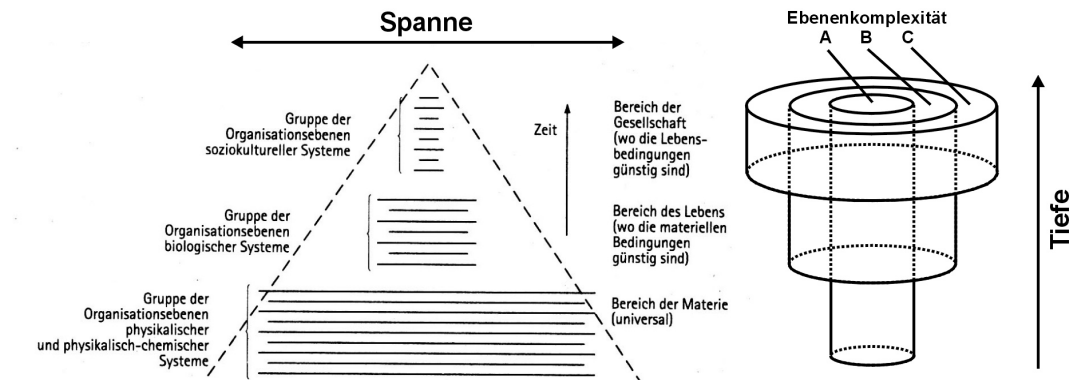 Spanne
Gruppe der
Organisationsebenen
soziokultureller Systeme
Zeit
Bereich der
Gesellschaft
(wo die Lebens-
bedingungen
günstig sind)
Gruppe der
Organisationsebenen
biologischer Systeme
Bereich des Lebens
(wo die materiellen
Bedingungen
günstig sind)
Gruppe der
Organisationsebenen
physikalischer
und physikalisch-chemischer
Systeme
Bereich der Materie
(universal)
Ebenenkomplexität
A B C
Tiefe